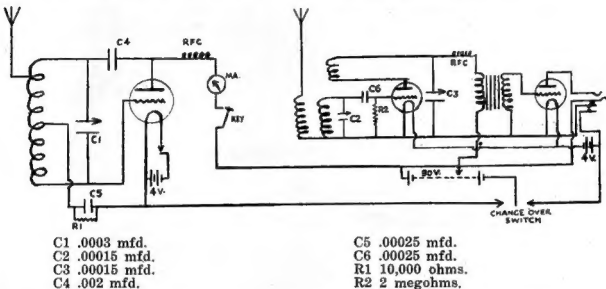 C4
RFC
MA.
KEY
C1
4V.
C5
R1
RFC
C6
C3
C2
R2
4V.
80V.
CHANGE OVER
SWITCH
C1 .0003 mfd.
C2 .00015 mfd.
C3 .00015 mfd.
C4 .002 mfd.
C5 .00025 mfd.
C6 .00025 mfd.
R1 10,000 ohms.
R2 2 megohms.